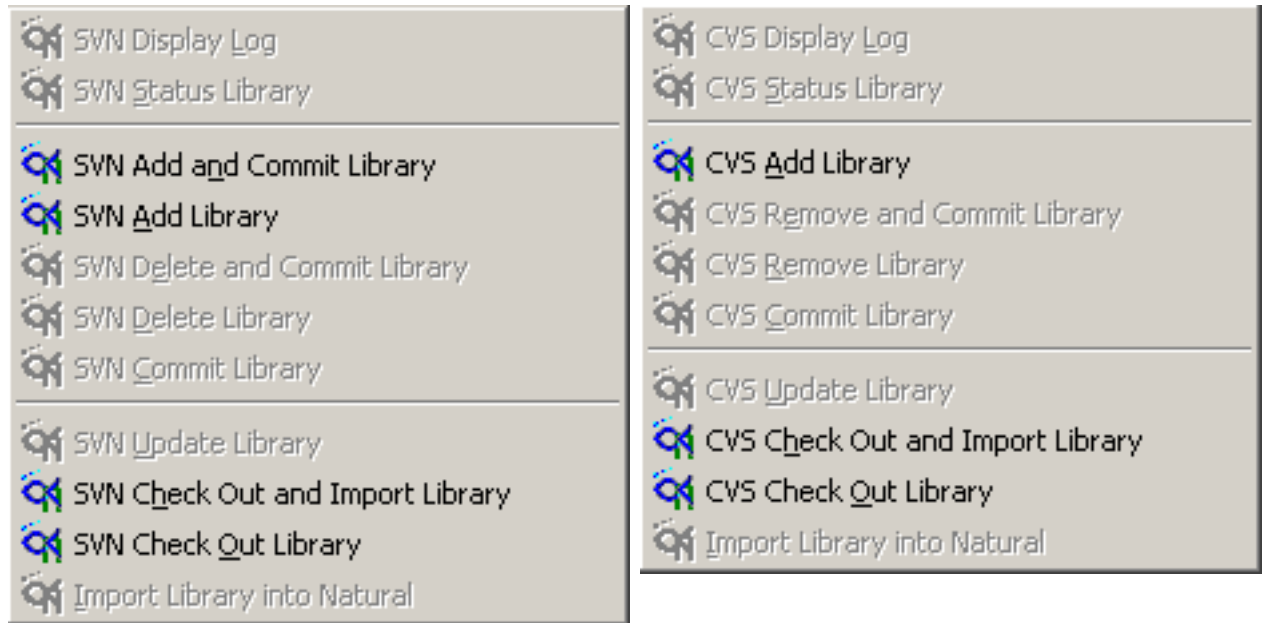 SVN Display Log
SVN Status Library
SVN Add and Commit Library
SVN Add Library
SVN Delete and Commit Library
SVN Delete Library
SVN Commit Library
SVN Update Library
SVN Check Out and Import Library
SVN Check Out Library
Import Library into Natural
CVS Display Log
CVS Status Library
CVS Add Library
CVS Remove and Commit Library
CVS Remove Library
CVS Commit Library
CVS Update Library
CVS Check Out and Import Library
CVS Check Out Library
Import Library into Natural